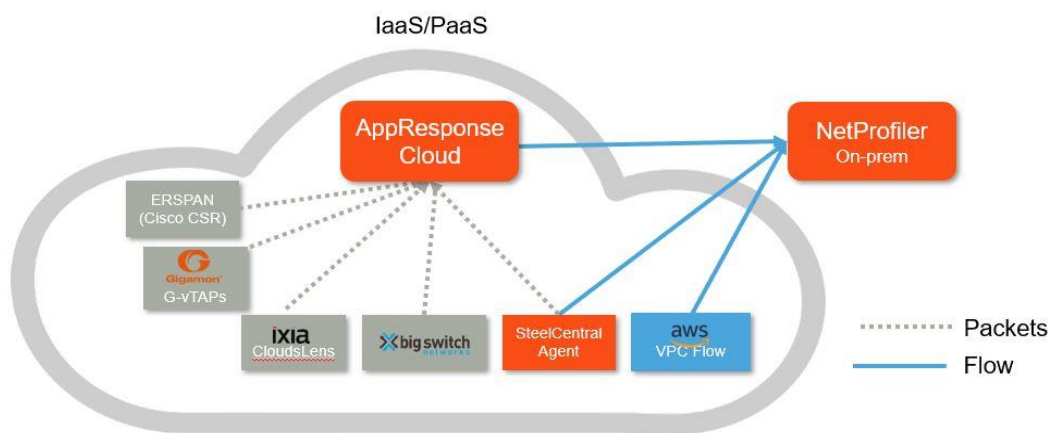 IaaS/PaaS
AppResponse
Cloud
NetProfiler
On-prem
ERSPAN
(Cisco CSR)
G
Gigamon®
G-vTAPs
ixia
CloudsLens
big switch
networks
SteelCentral
Agent
aws
VPC Flow
Packets
Flow